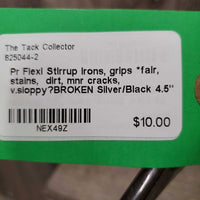 The Tack Collector
825044-2
Pr Flexi Stirrup Irons, grips *fair,
stains, dirt, mnr cracks,
v.sloppy?BROKEN Silver/Black 4.5"
$10.00
NEX49Z